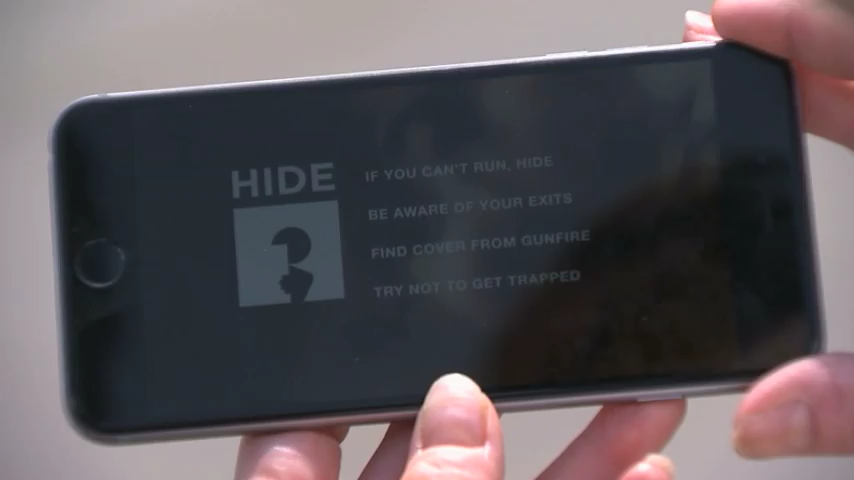 HIDE
IF YOU CAN'T RUN, HIDE
BE AWARE OF YOUR EXITS
FIND COVER FROM GUNFIRE
TRY NOT TO GET TRAPPED